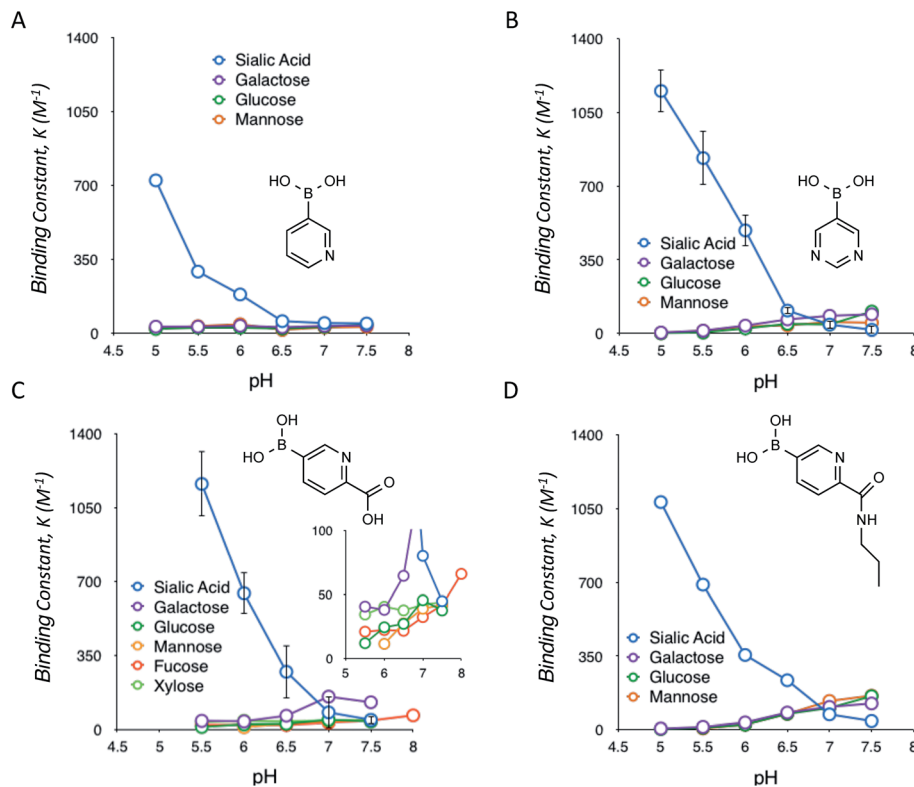 A
Binding Constant, K (M⁻¹)
1400
1050
700
350
0
4.5 5 5.5 6 6.5 7 7.5 8
pH
Sialic Acid
Galactose
Glucose
Mannose
HO OH
B
N
B
Binding Constant, K (M⁻¹)
1400
1050
700
350
0
4.5 5 5.5 6 6.5 7 7.5 8
pH
Sialic Acid
Galactose
Glucose
Mannose
HO OH
B
N N
C
Binding Constant, K (M⁻¹)
1400
1050
700
350
0
4.5 5 5.5 6 6.5 7 7.5 8
pH
Sialic Acid
Galactose
Glucose
Mannose
Fucose
Xylose
OH
B
HO
N
O
OH
100
50
0
5 6 7 8
D
Binding Constant, K (M⁻¹)
1400
1050
700
350
0
4.5 5 5.5 6 6.5 7 7.5 8
pH
Sialic Acid
Galactose
Glucose
Mannose
OH
B
HO
N
O
NH